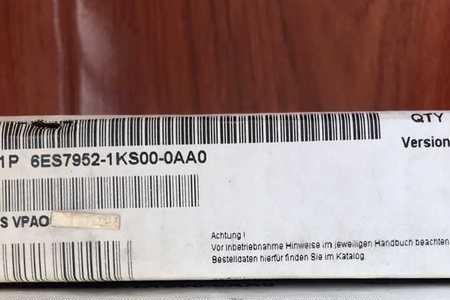 QTY
1P 6ES7952-1KS00-0AA0
Version
S VPAO
Achtung !
Vor Inbetriebnahme Hinweise im jeweiligen Handbuch beachten
Bestelldaten hierfür finden Sie im Katalog.